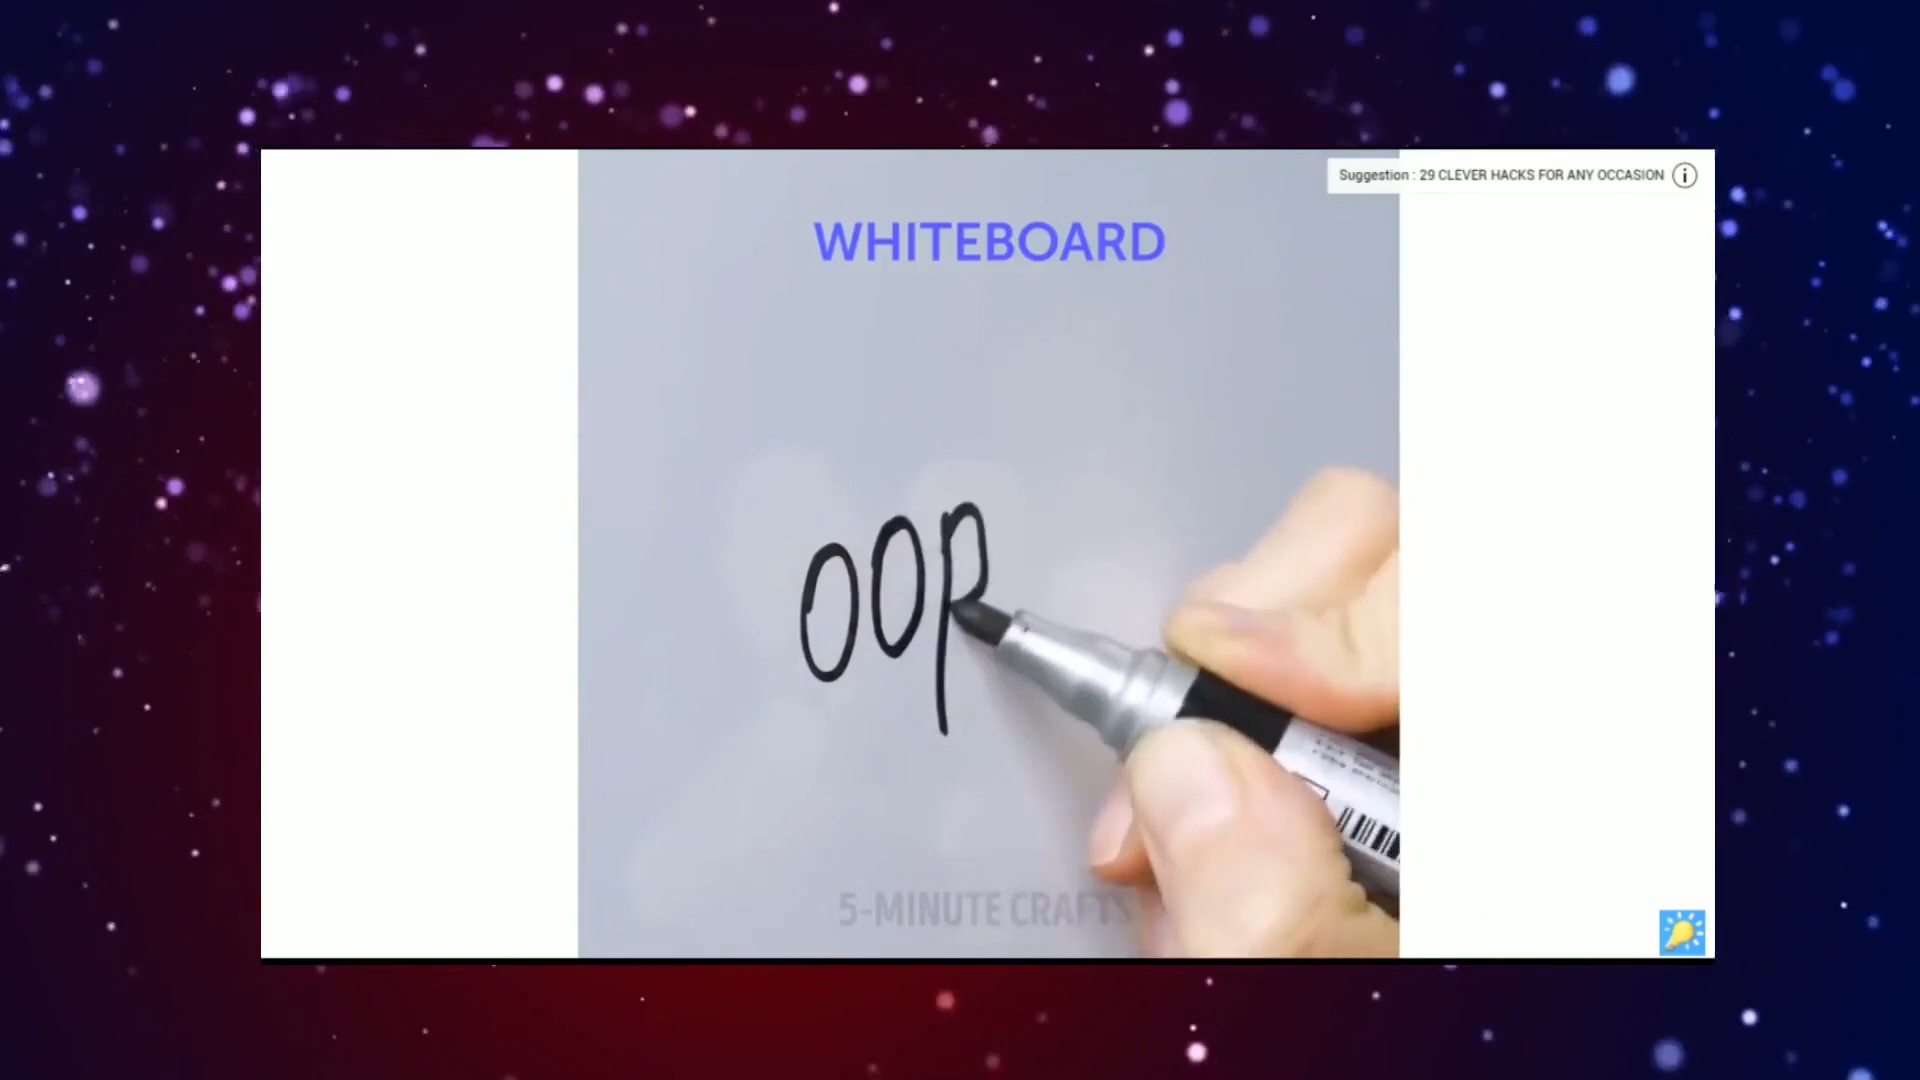 Suggestion : 29 CLEVER HACKS FOR ANY OCCASION
WHITEBOARD
OOP
5-MINUTE CRAFTS